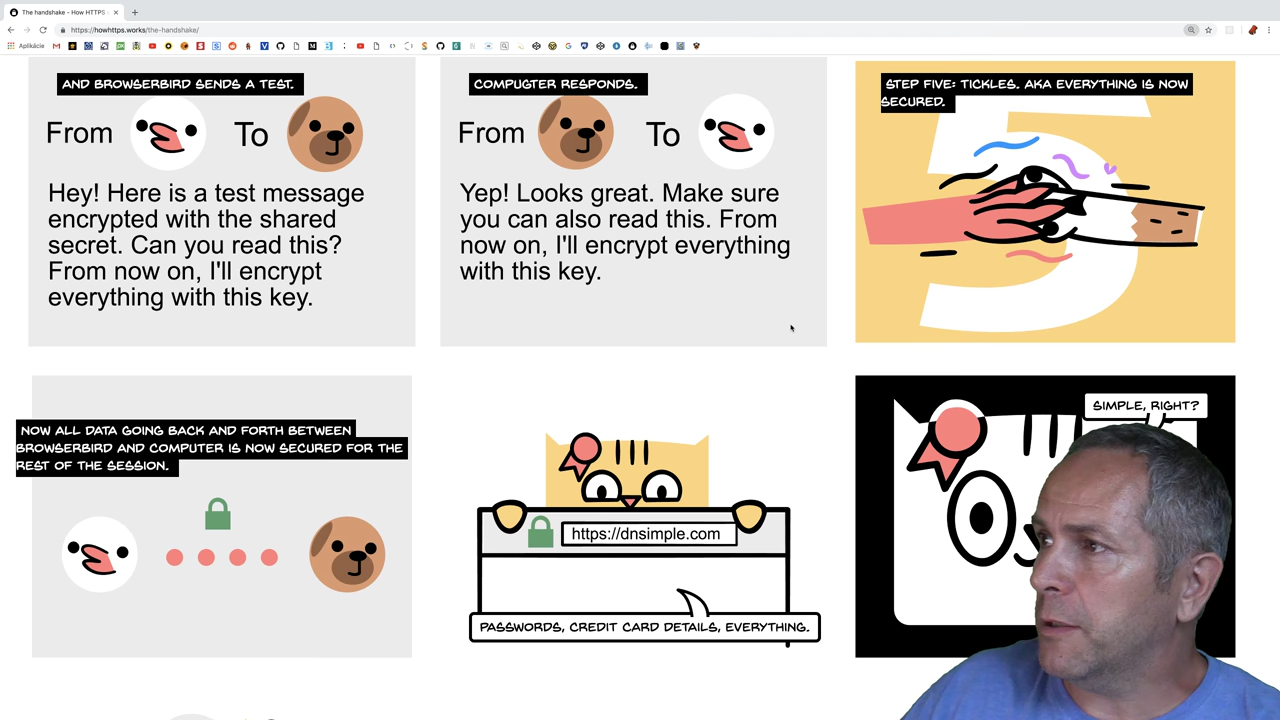 The handshake - How HTTPS
https://howhttps.works/the-handshake/
Aplikácie
AND BROWSERBIRD SENDS A TEST.
From To
Hey! Here is a test message
encrypted with the shared
secret. Can you read this?
From now on, I'll encrypt
everything with this key.
COMPUGTER RESPONDS.
From To
Yep! Looks great. Make sure
you can also read this. From
now on, I'll encrypt everything
with this key.
STEP FIVE: TICKLES. AKA EVERYTHING IS NOW
SECURED.
5
NOW ALL DATA GOING BACK AND FORTH BETWEEN
BROWSERBIRD AND COMPUTER IS NOW SECURED FOR THE
REST OF THE SESSION.
https://dnsimple.com
PASSWORDS, CREDIT CARD DETAILS, EVERYTHING.
SIMPLE, RIGHT?